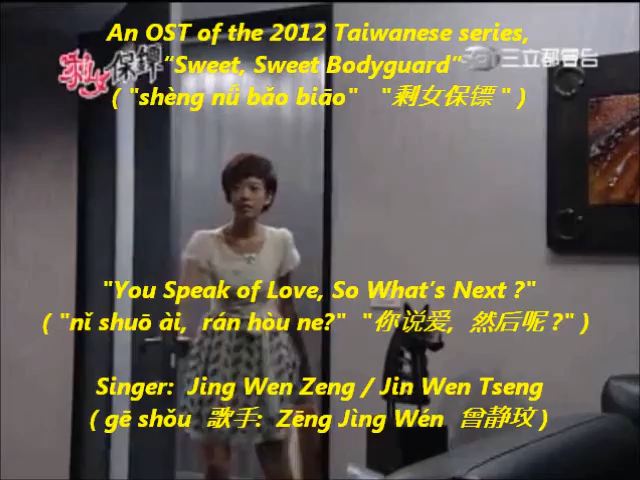 An OST of the 2012 Taiwanese series,
剩女保鏢
三立都會台
“Sweet, Sweet Bodyguard”
( "shèng nǚ bǎo biāo" "剩女保镖 " )
"You Speak of Love, So What’s Next ?"
( "nǐ shuō ài, rán hòu ne?" "你说爱, 然后呢 ?" )
Singer: Jing Wen Zeng / Jin Wen Tseng
( gē shǒu 歌手: Zēng Jìng Wén 曾静玟 )